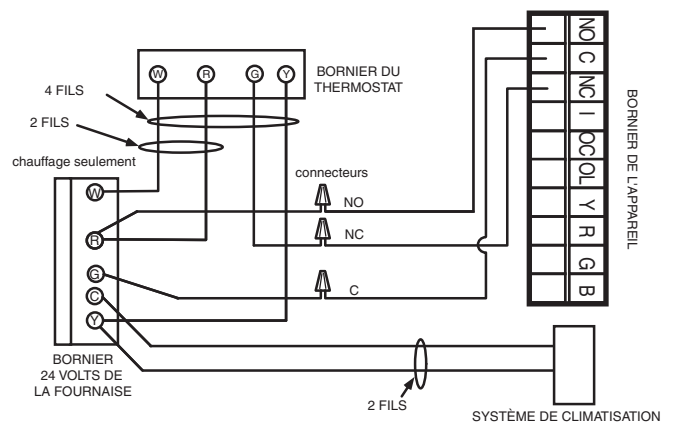 W R G Y
BORNIER DU
THERMOSTAT
4 FILS
2 FILS
chauffage seulement
W
R
G
C
Y
BORNIER
24 VOLTS DE
LA FOURNAISE
connecteurs
NO
NC
C
2 FILS
NO
C
NC
I
OC
OL
Y
R
G
B
BORNIER DE L'APPAREIL
SYSTÈME DE CLIMATISATION